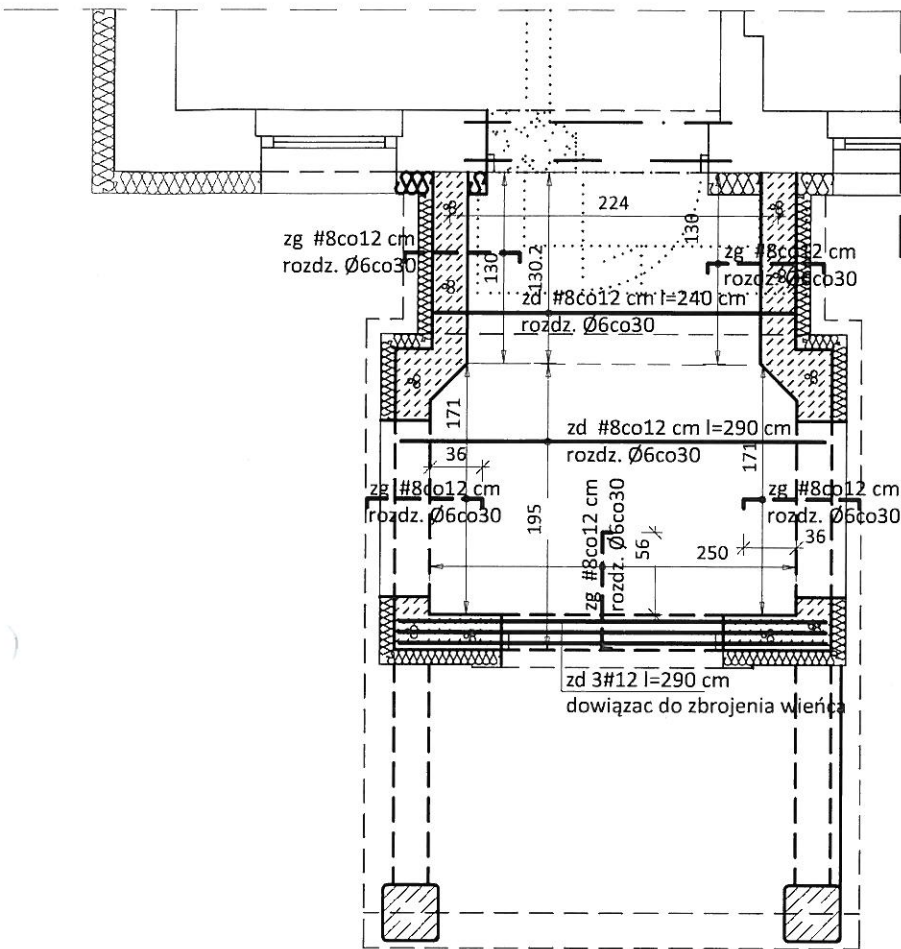 224
zg #8co12 cm
rozdz. Ø6co30
130
130.2
130
zg #8co12 cm
rozdz. Ø6co30
zd #8co12 cm l=240 cm
rozdz. Ø6co30
171
zd #8co12 cm l=290 cm
rozdz. Ø6co30
171
36
zg #8co12 cm
rozdz. Ø6co30
195
zg #8co12 cm
rozdz. Ø6co30
56
250
36
zg #8co12 cm
rozdz. Ø6co30
zd 3#12 l=290 cm
dowiązac do zbrojenia wieńca